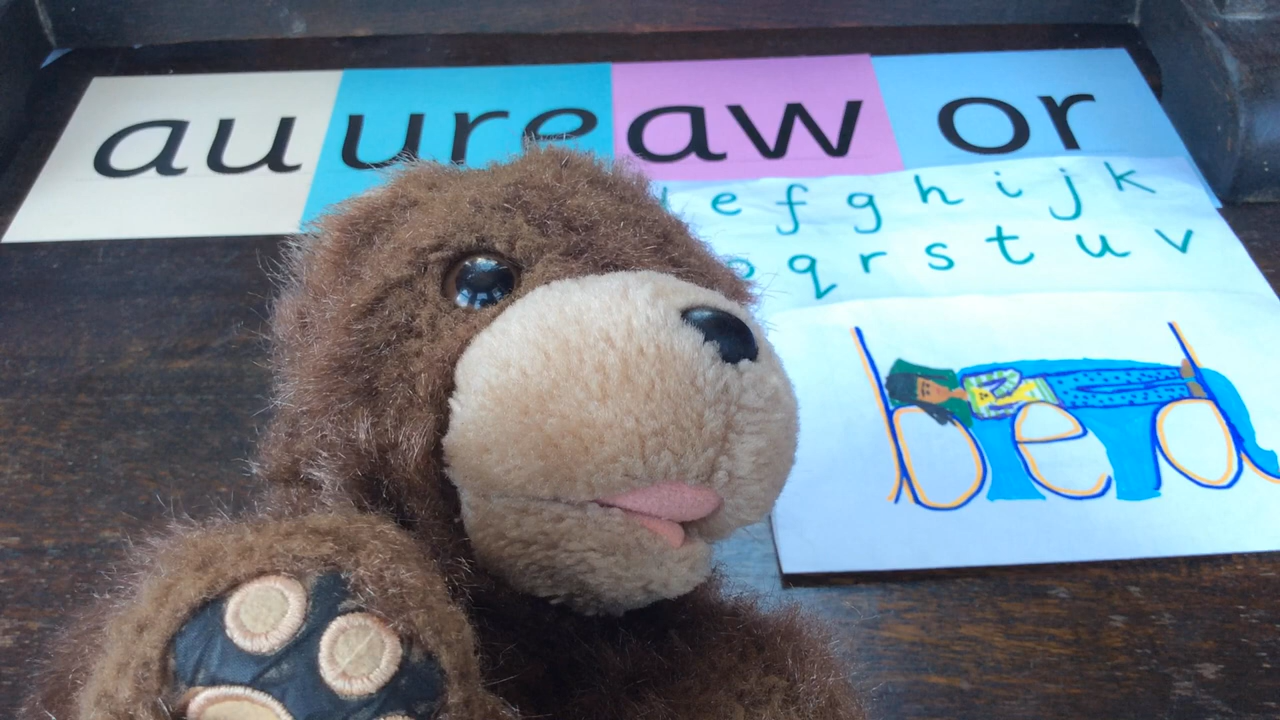 au ure aw or
e f g h i j k
q r s t u v
bed